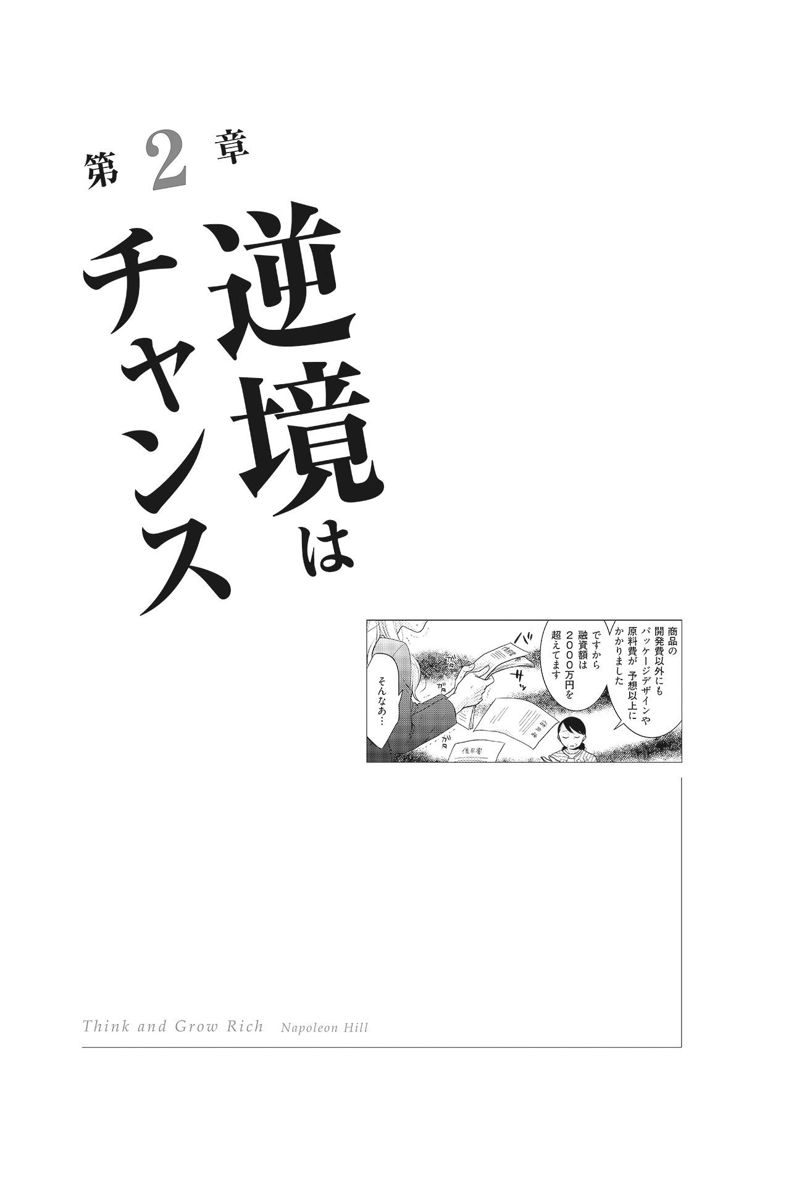 第2章
逆境は
チャンス
商品の
開発費以外にも
パッケージデザインや
原料費が 予想以上に
かかりました
ですから
融資額は
2000万円を
超えてます
バ
サッ
そんなあ…
借用書
Think and Grow Rich Napoleon Hill